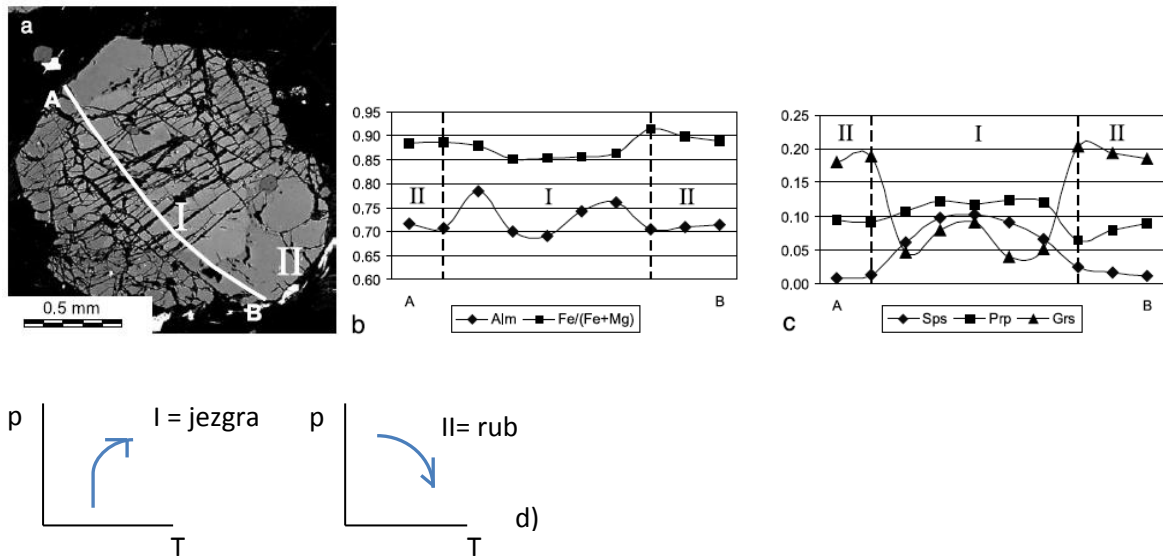 a
A
I
II
B
0.5 mm
0.95
0.90
0.85
0.80
0.75
0.70
0.65
0.60
II
I
II
A
B
b
Alm
Fe/(Fe+Mg)
0.25
0.20
0.15
0.10
0.05
0.00
II
I
II
A
B
c
Sps
Prp
Grs
p
I = jezgra
T
p
II= rub
T
d)